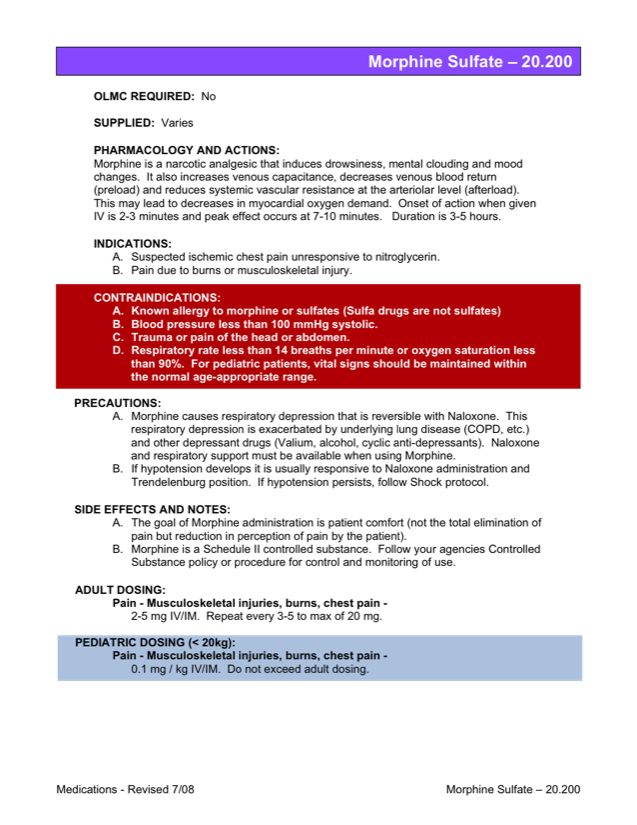 Morphine Sulfate – 20.200
OLMC REQUIRED: No
SUPPLIED: Varies
PHARMACOLOGY AND ACTIONS:
Morphine is a narcotic analgesic that induces drowsiness, mental clouding and mood
changes. It also increases venous capacitance, decreases venous blood return
(preload) and reduces systemic vascular resistance at the arteriolar level (afterload).
This may lead to decreases in myocardial oxygen demand. Onset of action when given
IV is 2-3 minutes and peak effect occurs at 7-10 minutes. Duration is 3-5 hours.
INDICATIONS:
A. Suspected ischemic chest pain unresponsive to nitroglycerin.
B. Pain due to burns or musculoskeletal injury.
CONTRAINDICATIONS:
A. Known allergy to morphine or sulfates (Sulfa drugs are not sulfates)
B. Blood pressure less than 100 mmHg systolic.
C. Trauma or pain of the head or abdomen.
D. Respiratory rate less than 14 breaths per minute or oxygen saturation less
than 90%. For pediatric patients, vital signs should be maintained within
the normal age-appropriate range.
PRECAUTIONS:
A. Morphine causes respiratory depression that is reversible with Naloxone. This
respiratory depression is exacerbated by underlying lung disease (COPD, etc.)
and other depressant drugs (Valium, alcohol, cyclic anti-depressants). Naloxone
and respiratory support must be available when using Morphine.
B. If hypotension develops it is usually responsive to Naloxone administration and
Trendelenburg position. If hypotension persists, follow Shock protocol.
SIDE EFFECTS AND NOTES:
A. The goal of Morphine administration is patient comfort (not the total elimination of
pain but reduction in perception of pain by the patient).
B. Morphine is a Schedule II controlled substance. Follow your agencies Controlled
Substance policy or procedure for control and monitoring of use.
ADULT DOSING:
Pain - Musculoskeletal injuries, burns, chest pain -
2-5 mg IV/IM. Repeat every 3-5 to max of 20 mg.
PEDIATRIC DOSING (< 20kg):
Pain - Musculoskeletal injuries, burns, chest pain -
0.1 mg / kg IV/IM. Do not exceed adult dosing.
Medications - Revised 7/08
Morphine Sulfate – 20.200